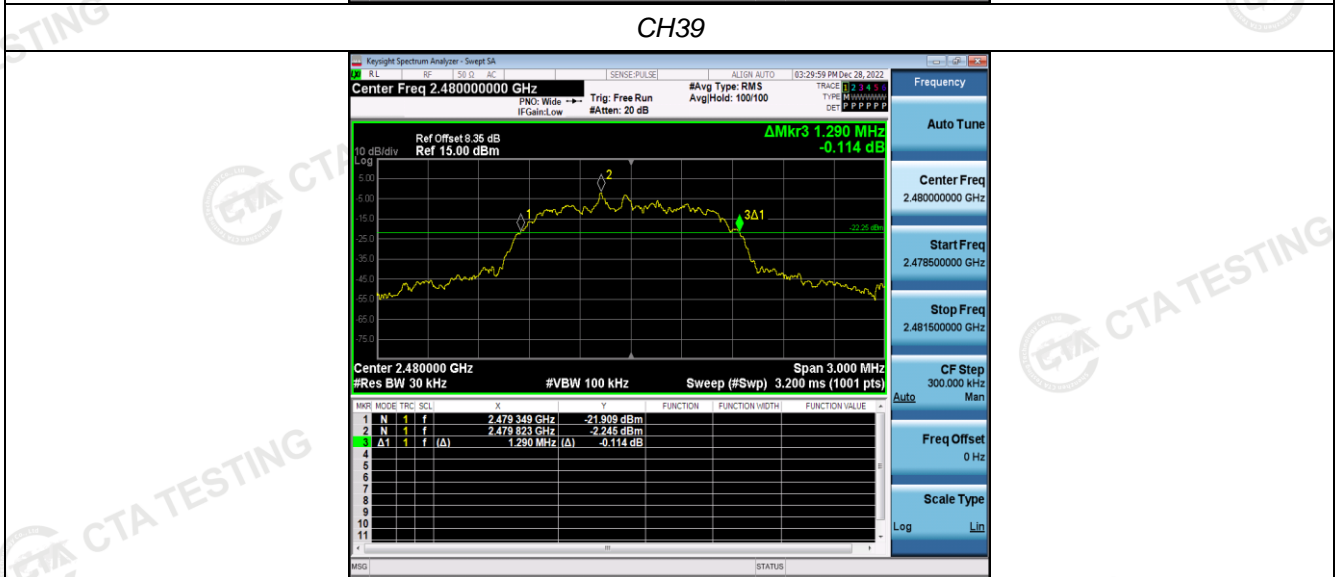 CH39
Keysight Spectrum Analyzer - Swept SA
RL RF 50 Ω AC SENSE:PULSE ALIGN AUTO 03:29:59 PM Dec 28, 2022
Center Freq 2.480000000 GHz
PNO: Wide
IFGain:Low
Trig: Free Run
#Atten: 20 dB
#Avg Type: RMS
Avg|Hold: 100/100
TRACE 1 2 3 4 5 6
TYPE M WWWWW
DET P P P P P P
Frequency
Ref Offset 8.35 dB
10 dB/div Ref 15.00 dBm
Log
ΔMkr3 1.290 MHz
-0.114 dB
5.00
-5.00
-15.0
-25.0
-35.0
-45.0
-55.0
-65.0
-75.0
1
2
3Δ1
-22.25 dBm
Center 2.480000 GHz Span 3.000 MHz
#Res BW 30 kHz #VBW 100 kHz Sweep (#Swp) 3.200 ms (1001 pts)
MKR MODE TRC SCL X Y FUNCTION FUNCTION WIDTH FUNCTION VALUE
1 N 1 f 2.479 349 GHz -21.909 dBm
2 N 1 f 2.479 823 GHz -2.245 dBm
3 Δ1 1 f (Δ) 1.290 MHz (Δ) -0.114 dB
4
5
6
7
8
9
10
11
MSG STATUS
Auto Tune
Center Freq
2.480000000 GHz
Start Freq
2.478500000 GHz
Stop Freq
2.481500000 GHz
CF Step
300.000 kHz
Auto Man
Freq Offset
0 Hz
Scale Type
Log Lin
CTA TESTING
CTA TESTING